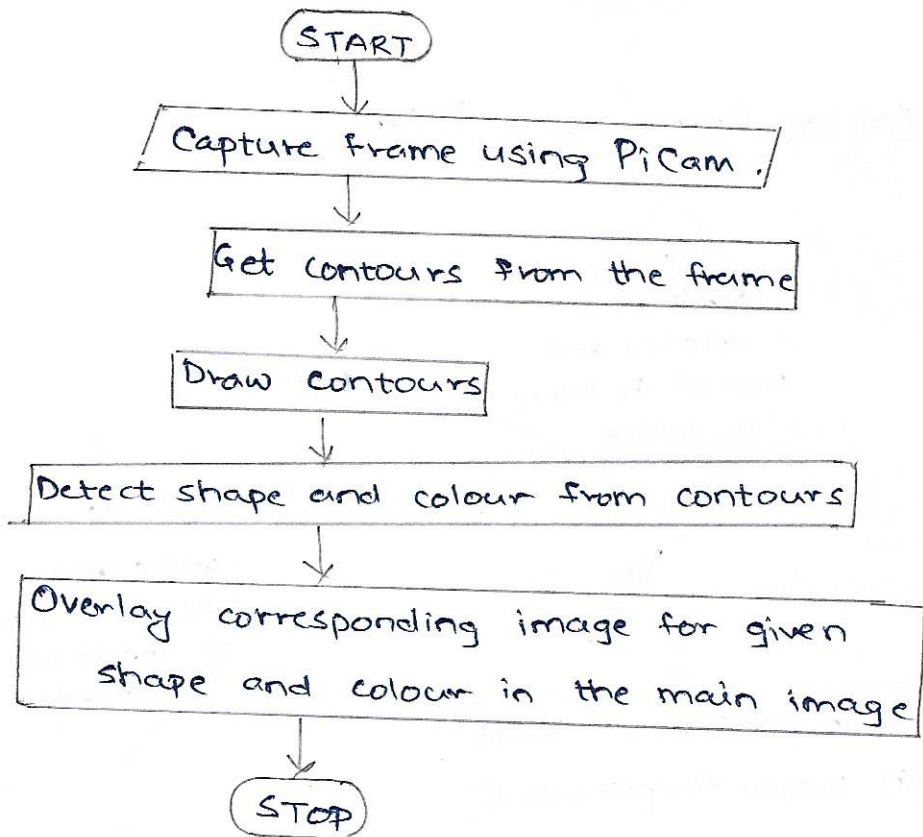 START
Capture frame using PiCam.
Get contours from the frame
Draw contours
Detect shape and colour from contours
Overlay corresponding image for given
shape and colour in the main image
STOP